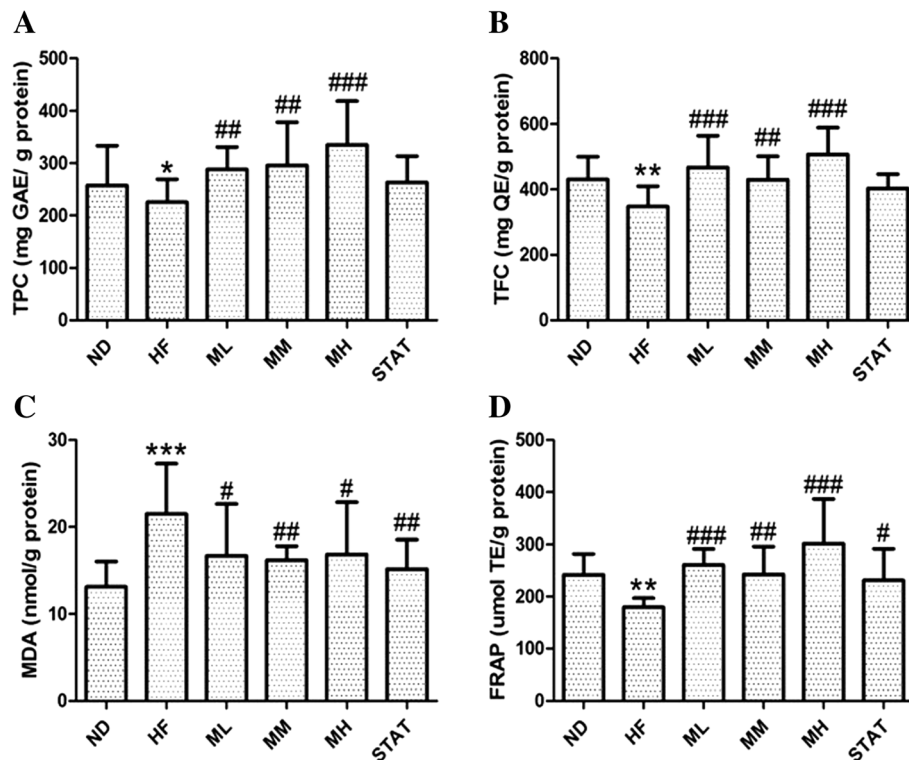 A
TPC (mg GAE/ g protein)
500
400
300
200
100
0
*
##
##
###
ND
HF
ML
MM
MH
STAT
B
TFC (mg QE/g protein)
800
600
400
200
0
**
###
##
###
ND
HF
ML
MM
MH
STAT
C
MDA (nmol/g protein)
30
20
10
0
***
#
##
#
##
ND
HF
ML
MM
MH
STAT
D
FRAP (umol TE/g protein)
500
400
300
200
100
0
**
###
##
###
#
ND
HF
ML
MM
MH
STAT